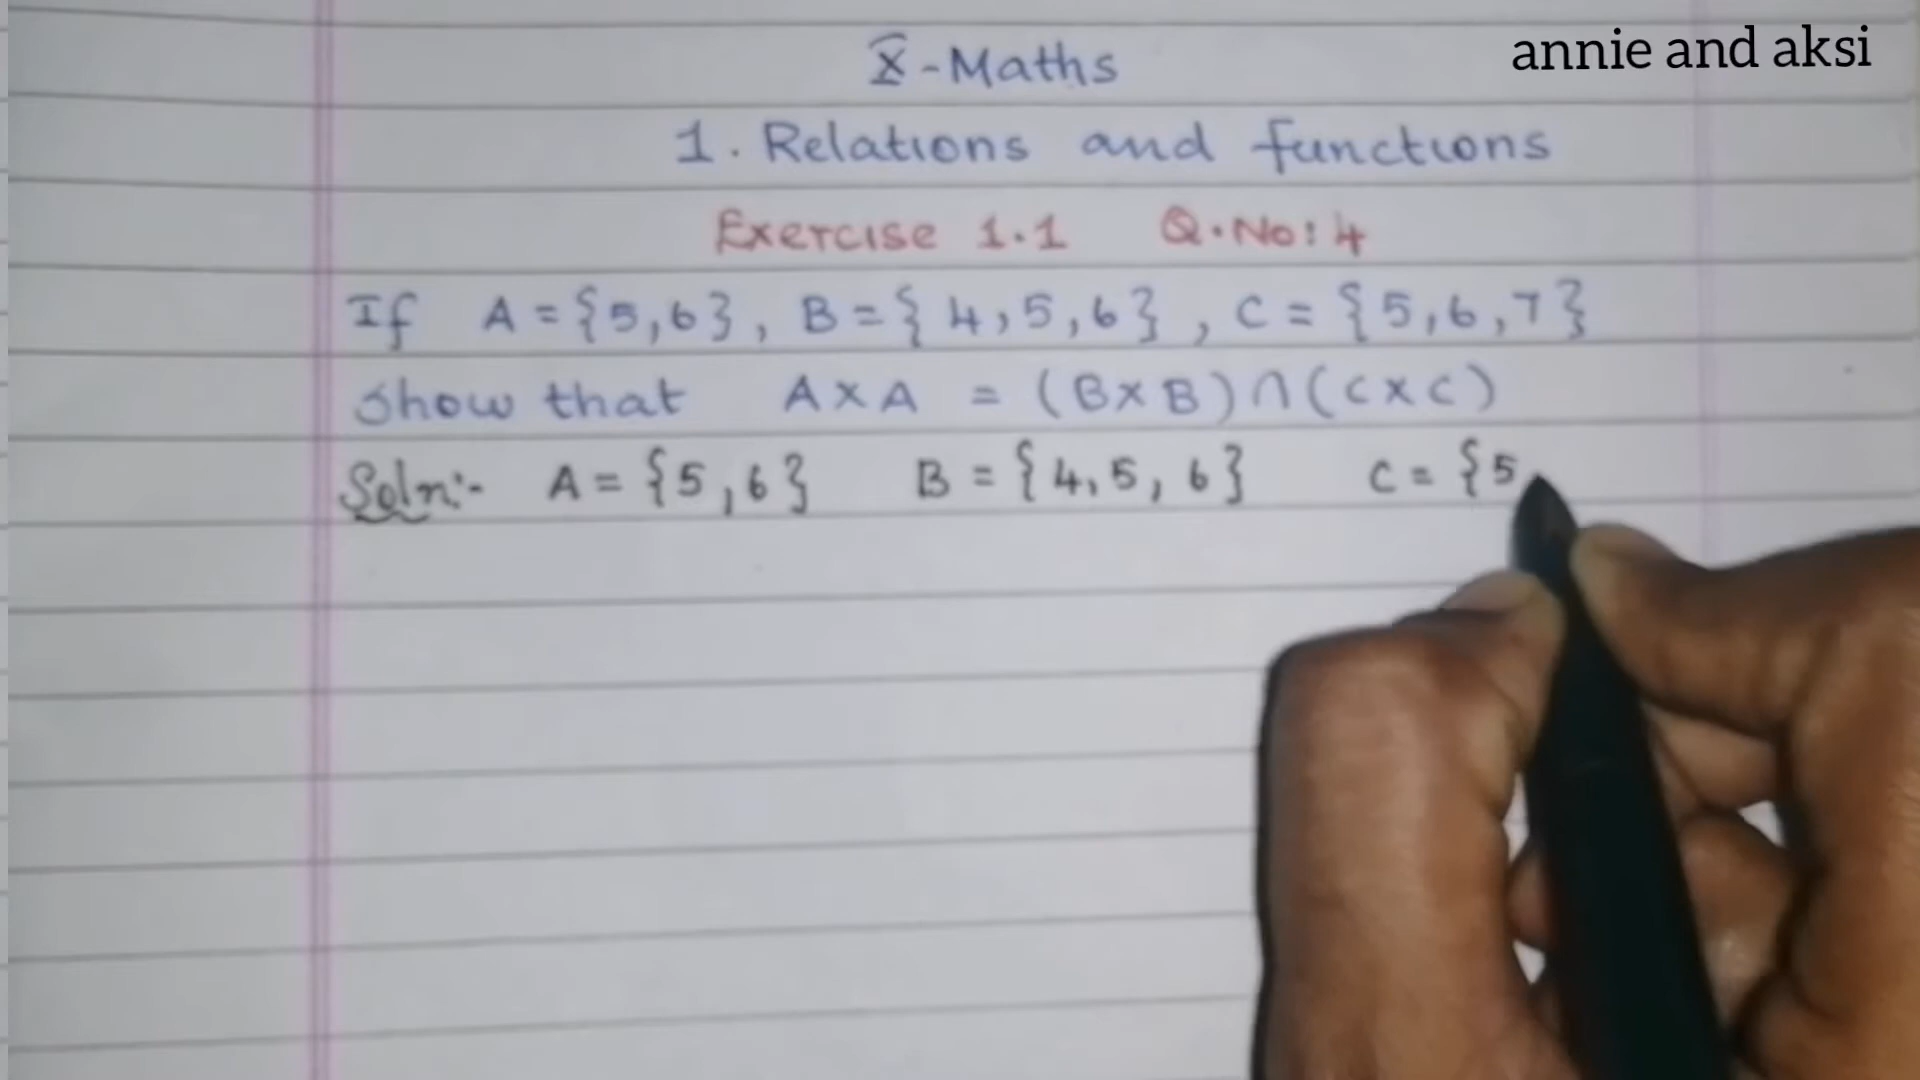 annie and aksi
X-Maths
1. Relations and functions
Exercise 1.1 Q.No: 4
If A = {5,6}, B = {4,5,6}, C = {5,6,7}
show that A×A = (B×B)∩(C×C)
Soln:- A = {5,6} B = {4,5,6} C = {5,